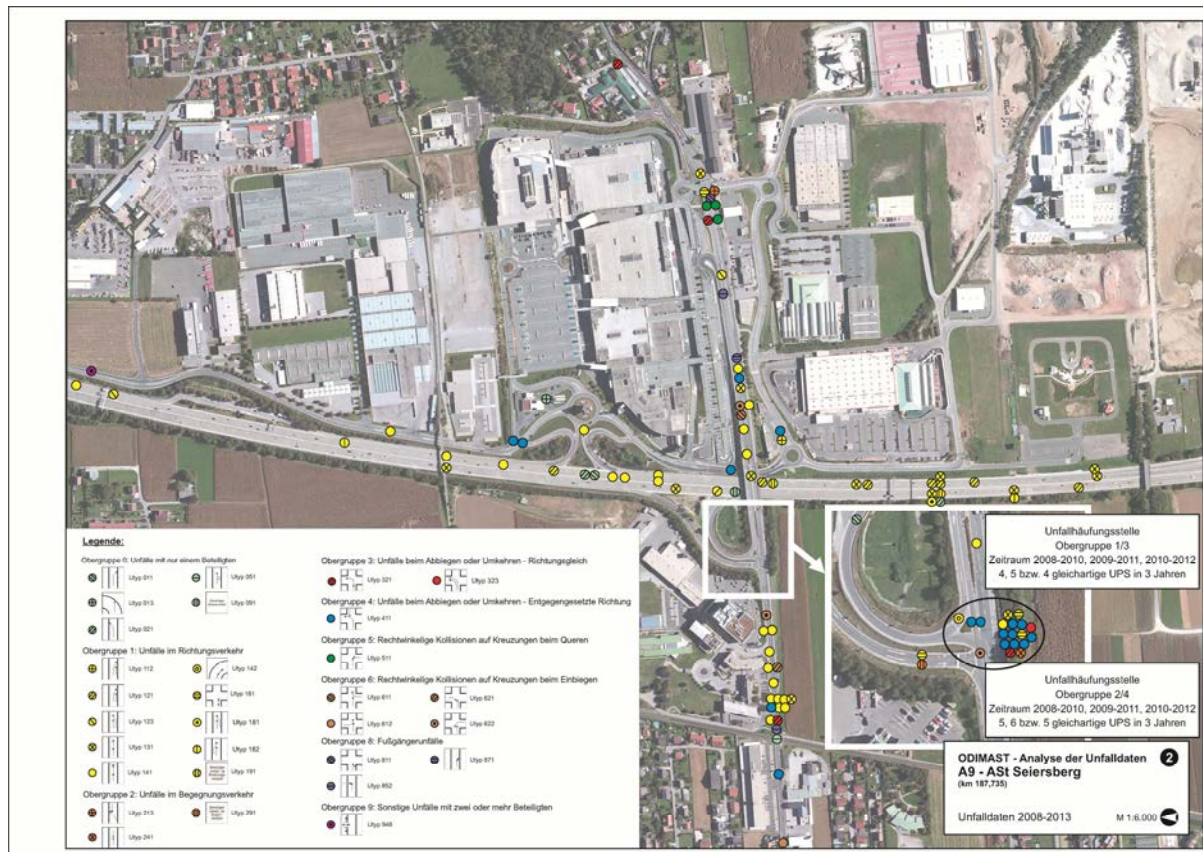 Unfallhäufungsstelle
Obergruppe 1/3
Zeitraum 2008-2010, 2009-2011, 2010-2012
4, 5 bzw. 4 gleichartige UPS in 3 Jahren
Unfallhäufungsstelle
Obergruppe 2/4
Zeitraum 2008-2010, 2009-2011, 2010-2012
5, 6 bzw. 5 gleichartige UPS in 3 Jahren
Legende:
Obergruppe 0: Unfälle mit nur einem Beteiligten
Utyp 011
Utyp 051
Utyp 013
Utyp 091
Utyp 021
Obergruppe 1: Unfälle im Richtungsverkehr
Utyp 112
Utyp 142
Utyp 121
Utyp 161
Utyp 123
Utyp 181
Utyp 131
Utyp 182
Utyp 141
Utyp 191
Obergruppe 2: Unfälle im Begegnungsverkehr
Utyp 213
Utyp 291
Utyp 241
Obergruppe 3: Unfälle beim Abbiegen oder Umkehren - Richtungsgleich
Utyp 321
Utyp 323
Obergruppe 4: Unfälle beim Abbiegen oder Umkehren - Entgegengesetzte Richtung
Utyp 411
Obergruppe 5: Rechtwinkelige Kollisionen auf Kreuzungen beim Queren
Utyp 511
Obergruppe 6: Rechtwinkelige Kollisionen auf Kreuzungen beim Einbiegen
Utyp 611
Utyp 621
Utyp 612
Utyp 622
Obergruppe 8: Fußgängerunfälle
Utyp 811
Utyp 871
Utyp 852
Obergruppe 9: Sonstige Unfälle mit zwei oder mehr Beteiligten
Utyp 948
ODIMAST - Analyse der Unfalldaten 2
A9 - ASt Seiersberg
(km 187,735)
Unfalldaten 2008-2013 M 1:6.000